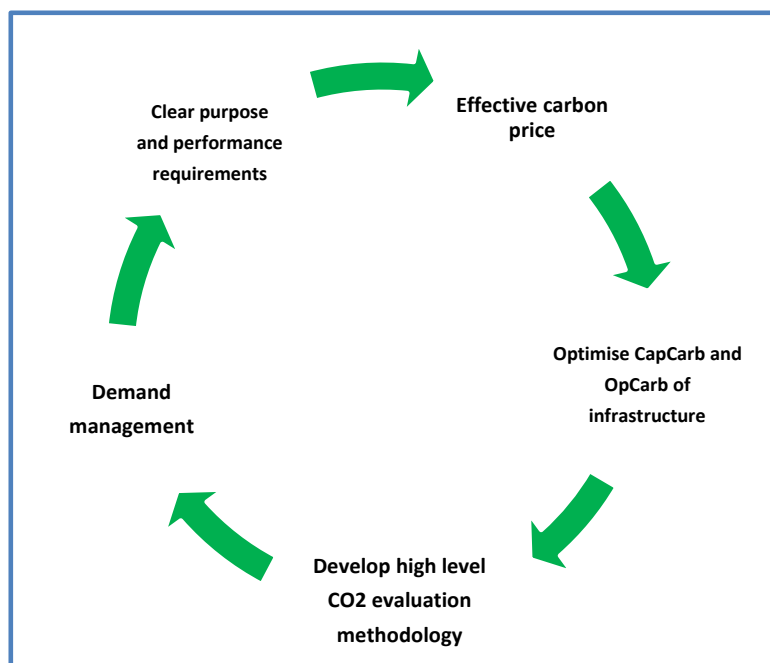 Clear purpose
and performance
requirements
Effective carbon
price
Optimise CapCarb and
OpCarb of
infrastructure
Develop high level
CO2 evaluation
methodology
Demand
management